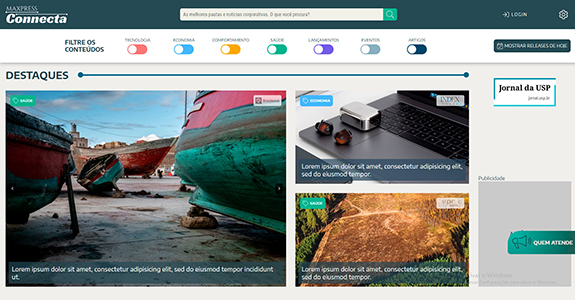 MAXPRESS
Connecta
As melhores pautas e notícias corporativas. O que você procura?
LOGIN
FILTRE OS
CONTEÚDOS
TECNOLOGIA
ECONOMIA
COMPORTAMENTO
SAÚDE
LANÇAMENTOS
EVENTOS
ARTIGOS
MOSTRAR RELEASES DE HOJE
DESTAQUES
SAÚDE
Lorem ipsum dolor sit amet, consectetur adipisicing elit, sed do eiusmod tempor incididunt
ut.
ECONOMIA
INDEX
Lorem ipsum dolor sit amet, consectetur adipisicing elit,
sed do eiusmod tempor.
SAÚDE
Lorem ipsum dolor sit amet, consectetur adipisicing elit,
sed do eiusmod tempor.
Jornal da USP
jornal.usp.br
Publicidade
QUEM ATENDE